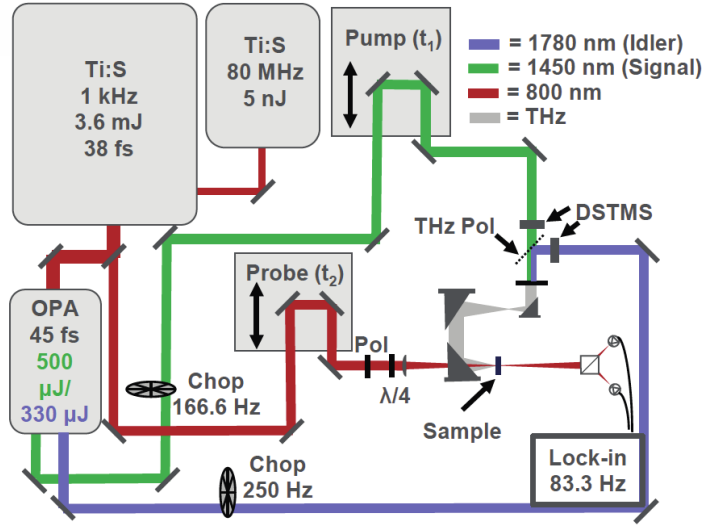 Ti:S
1 kHz
3.6 mJ
38 fs
Ti:S
80 MHz
5 nJ
Pump (t₁)
= 1780 nm (Idler)
= 1450 nm (Signal)
= 800 nm
= THz
DSTMS
THz Pol
OPA
45 fs
500
µJ/
330 µJ
Probe (t₂)
Chop
166.6 Hz
Pol
λ/4
Sample
Chop
250 Hz
Lock-in
83.3 Hz